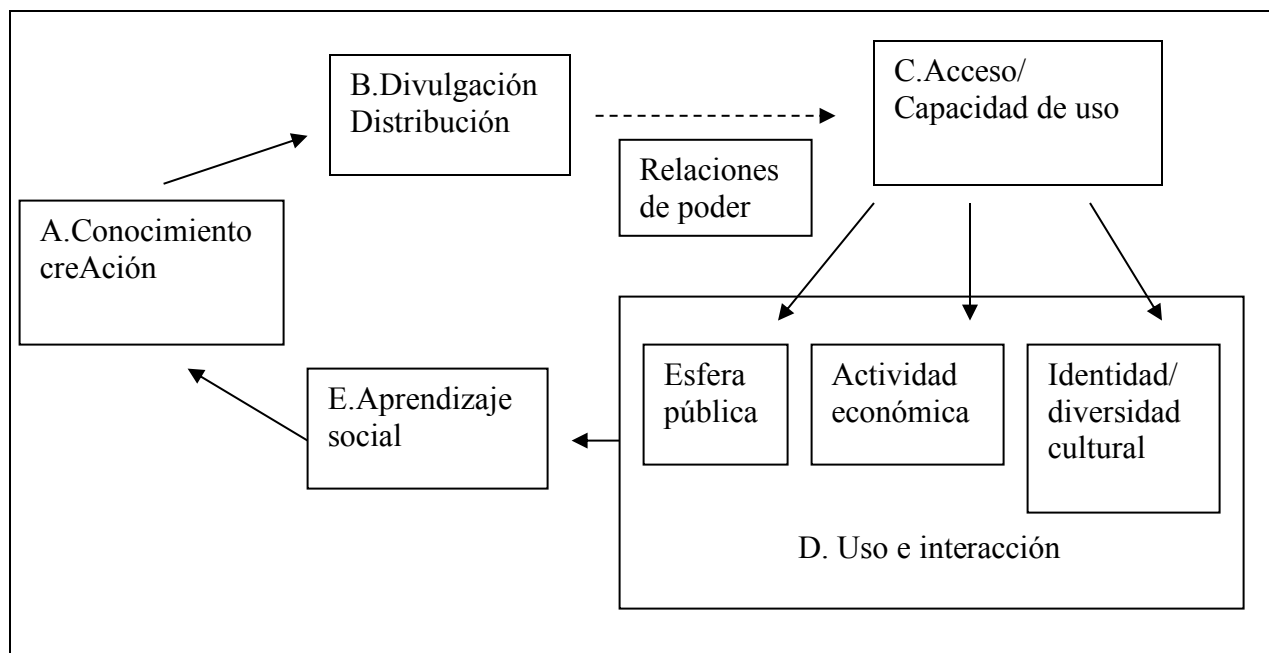 A.Conocimiento
creAción
B.Divulgación
Distribución
Relaciones
de poder
C.Acceso/
Capacidad de uso
Esfera
pública
Actividad
económica
Identidad/
diversidad
cultural
D. Uso e interacción
E.Aprendizaje
social